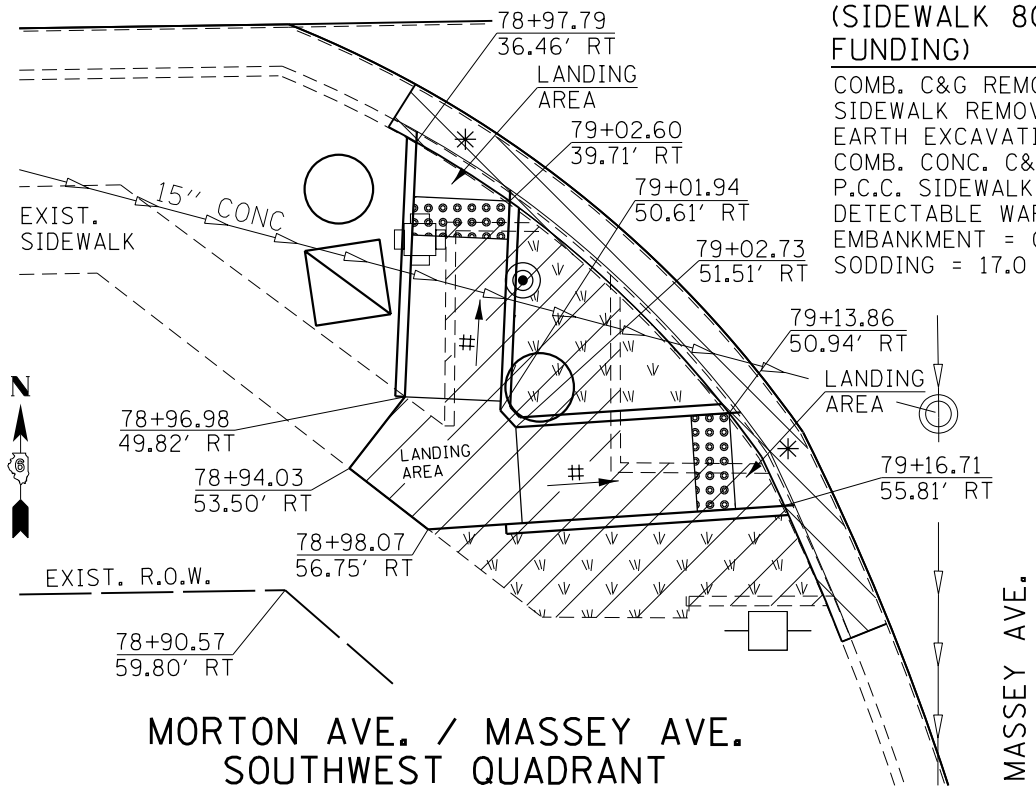 (SIDEWALK 80
FUNDING)
COMB. C&G REMO
SIDEWALK REMOV
EARTH EXCAVATI
COMB. CONC. C&
P.C.C. SIDEWALK
DETECTABLE WAR
EMBANKMENT = 
SODDING = 17.0
78+97.79
36.46' RT
LANDING
AREA
79+02.60
39.71' RT
79+01.94
50.61' RT
79+02.73
51.51' RT
79+13.86
50.94' RT
LANDING
AREA
79+16.71
55.81' RT
15'' CONC
EXIST.
SIDEWALK
*
*
#
#
N
6
78+96.98
49.82' RT
LANDING
AREA
78+94.03
53.50' RT
78+98.07
56.75' RT
EXIST. R.O.W.
78+90.57
59.80' RT
MASSEY AVE.
MORTON AVE. / MASSEY AVE.
SOUTHWEST QUADRANT